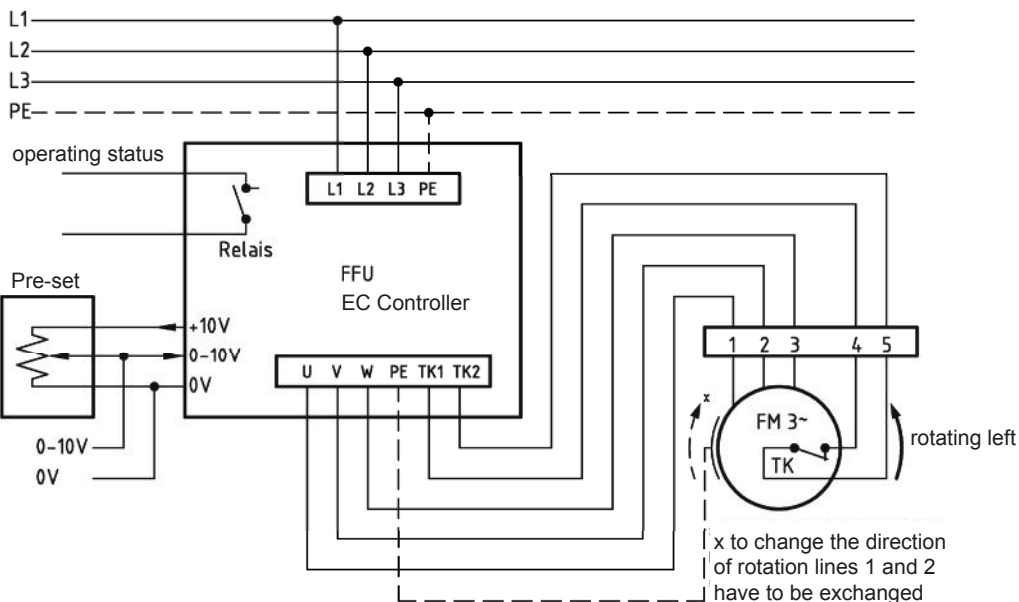 L1
L2
L3
PE
operating status
L1 L2 L3 PE
Relais
FFU
EC Controller
Pre-set
+10V
0-10V
0V
U V W PE TK1 TK2
0-10V
0V
1 2 3 4 5
x
FM 3~
TK
rotating left
x to change the direction
of rotation lines 1 and 2
have to be exchanged